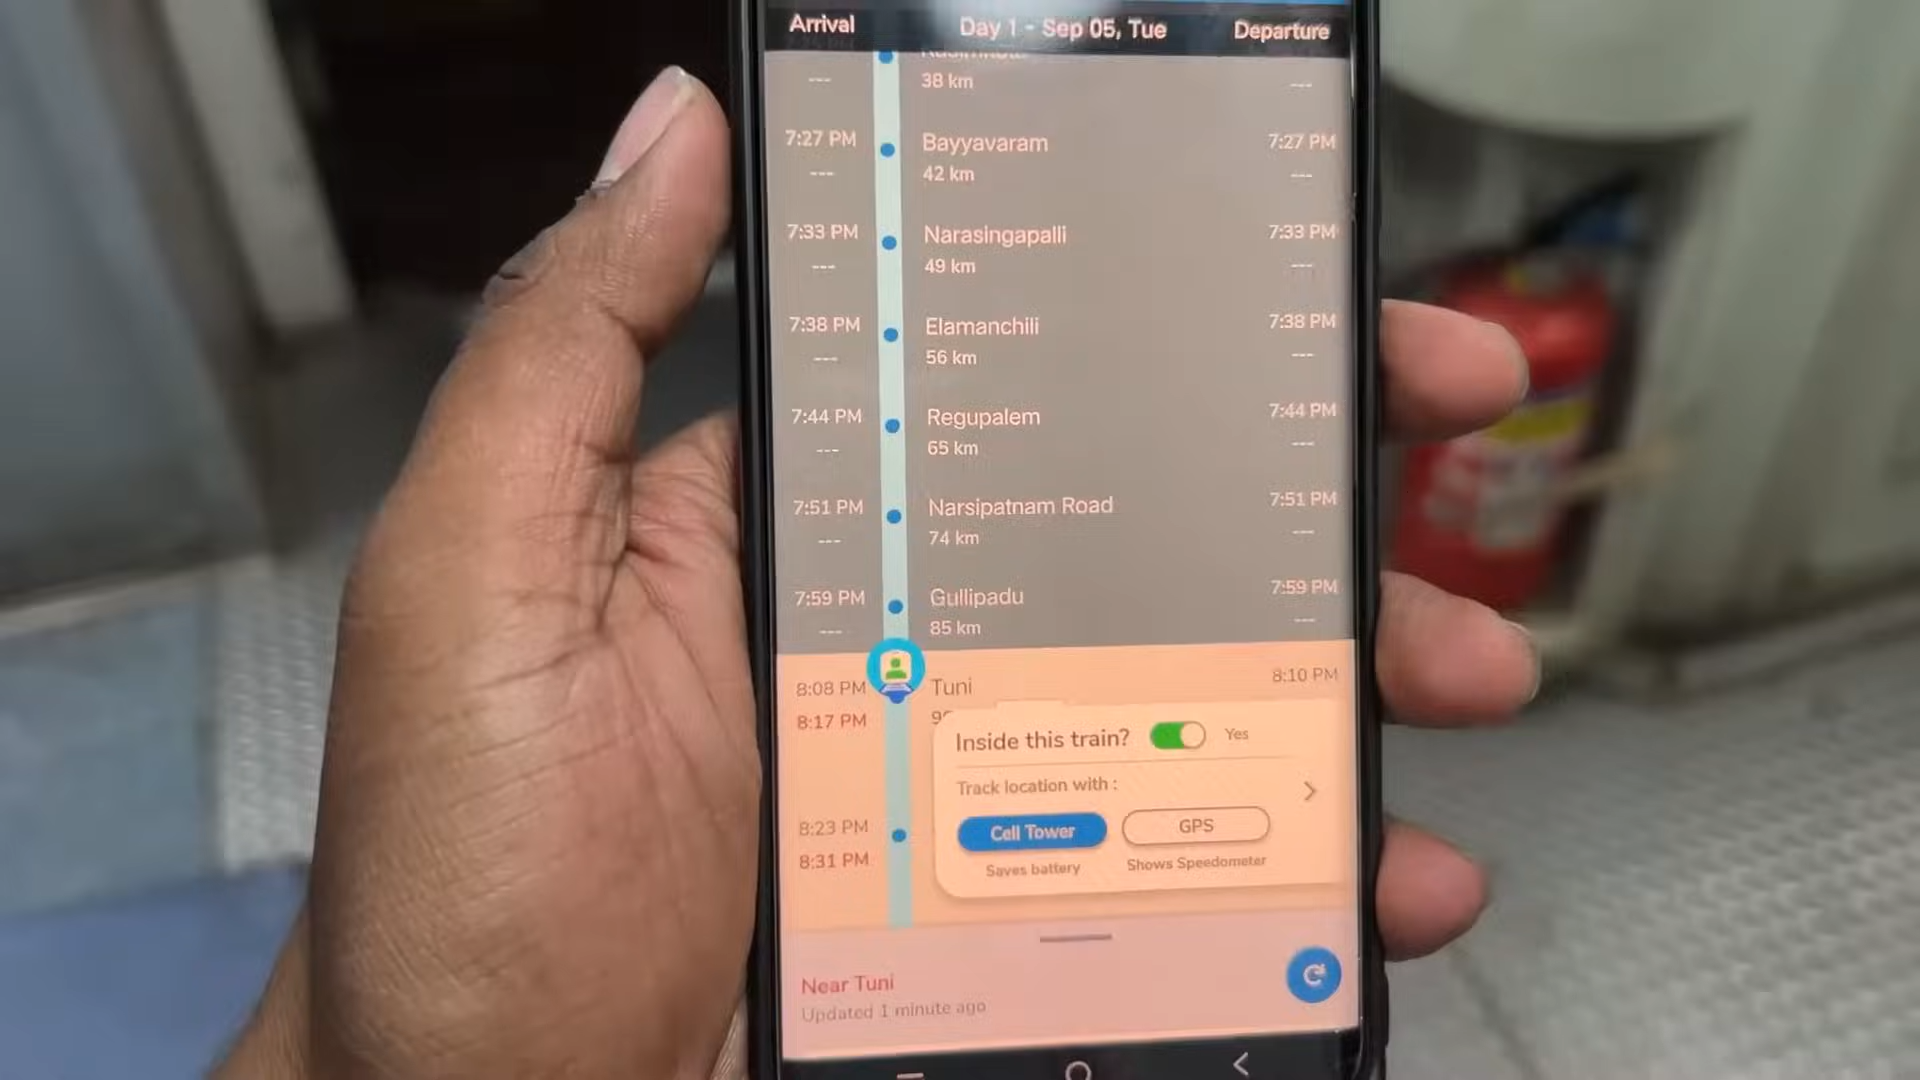 Arrival Day 1 - Sep 05, Tue Departure
--- 38 km ---
7:27 PM Bayyavaram 7:27 PM
--- 42 km ---
7:33 PM Narasingapalli 7:33 PM
--- 49 km ---
7:38 PM Elamanchili 7:38 PM
--- 56 km ---
7:44 PM Regupalem 7:44 PM
--- 65 km ---
7:51 PM Narsipatnam Road 7:51 PM
--- 74 km ---
7:59 PM Gullipadu 7:59 PM
--- 85 km ---
8:08 PM Tuni 8:10 PM
8:17 PM
Inside this train? Yes
Track location with :
8:23 PM Cell Tower GPS
8:31 PM Saves battery Shows Speedometer
Near Tuni
Updated 1 minute ago